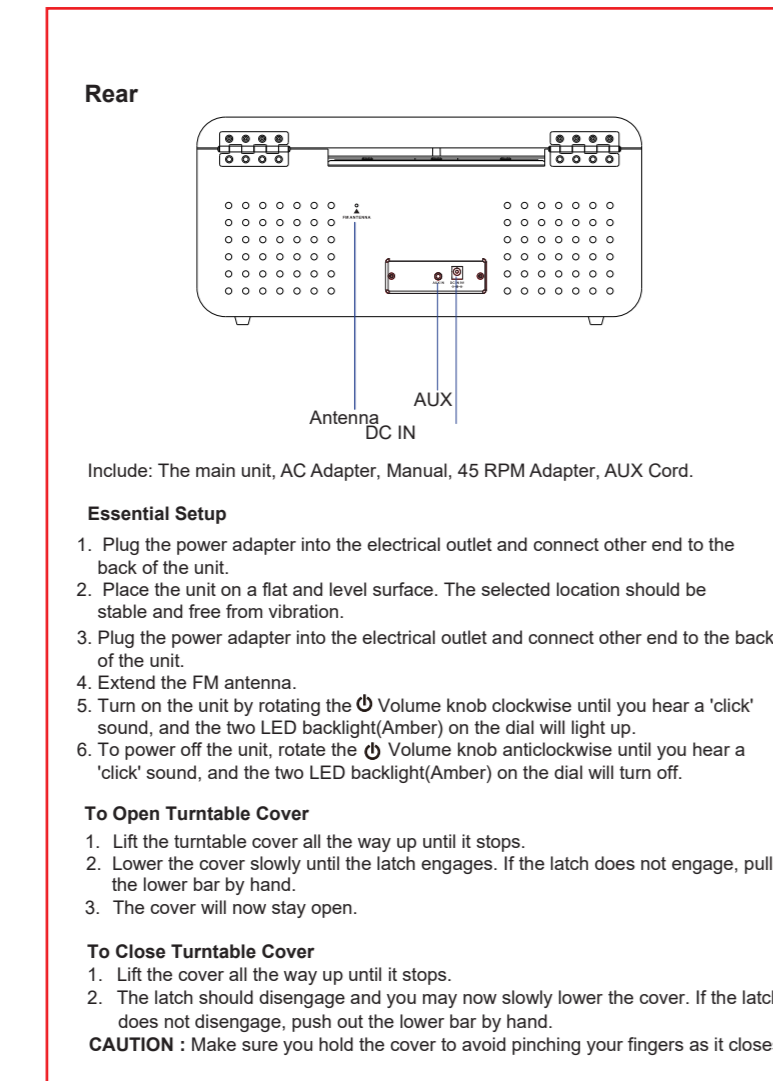 Rear
FM ANTENNA
AUX IN DC IN 5V
AUX
Antenna
DC IN
Include: The main unit, AC Adapter, Manual, 45 RPM Adapter, AUX Cord.
Essential Setup
1. Plug the power adapter into the electrical outlet and connect other end to the
back of the unit.
2. Place the unit on a flat and level surface. The selected location should be
stable and free from vibration.
3. Plug the power adapter into the electrical outlet and connect other end to the back
of the unit.
4. Extend the FM antenna.
5. Turn on the unit by rotating the Volume knob clockwise until you hear a 'click'
sound, and the two LED backlight(Amber) on the dial will light up.
6. To power off the unit, rotate the Volume knob anticlockwise until you hear a
'click' sound, and the two LED backlight(Amber) on the dial will turn off.
To Open Turntable Cover
1. Lift the turntable cover all the way up until it stops.
2. Lower the cover slowly until the latch engages. If the latch does not engage, pull
the lower bar by hand.
3. The cover will now stay open.
To Close Turntable Cover
1. Lift the cover all the way up until it stops.
2. The latch should disengage and you may now slowly lower the cover. If the latch
does not disengage, push out the lower bar by hand.
CAUTION : Make sure you hold the cover to avoid pinching your fingers as it closes